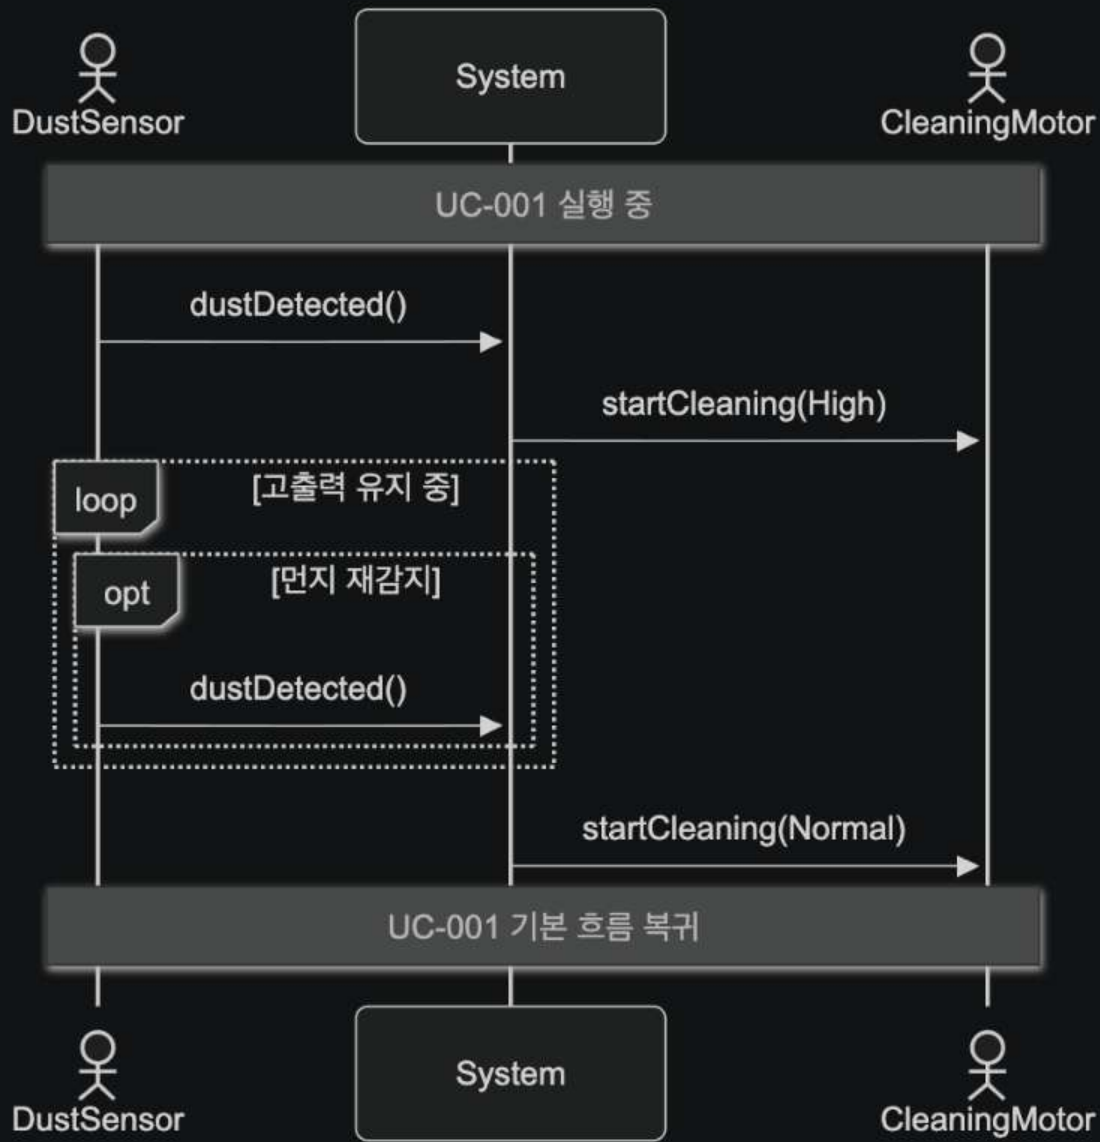 System
DustSensor
CleaningMotor
UC-001 실행 중
dustDetected()
startCleaning(High)
loop
[고출력 유지 중]
opt
[먼지 재감지]
dustDetected()
startCleaning(Normal)
UC-001 기본 흐름 복귀
System
DustSensor
CleaningMotor